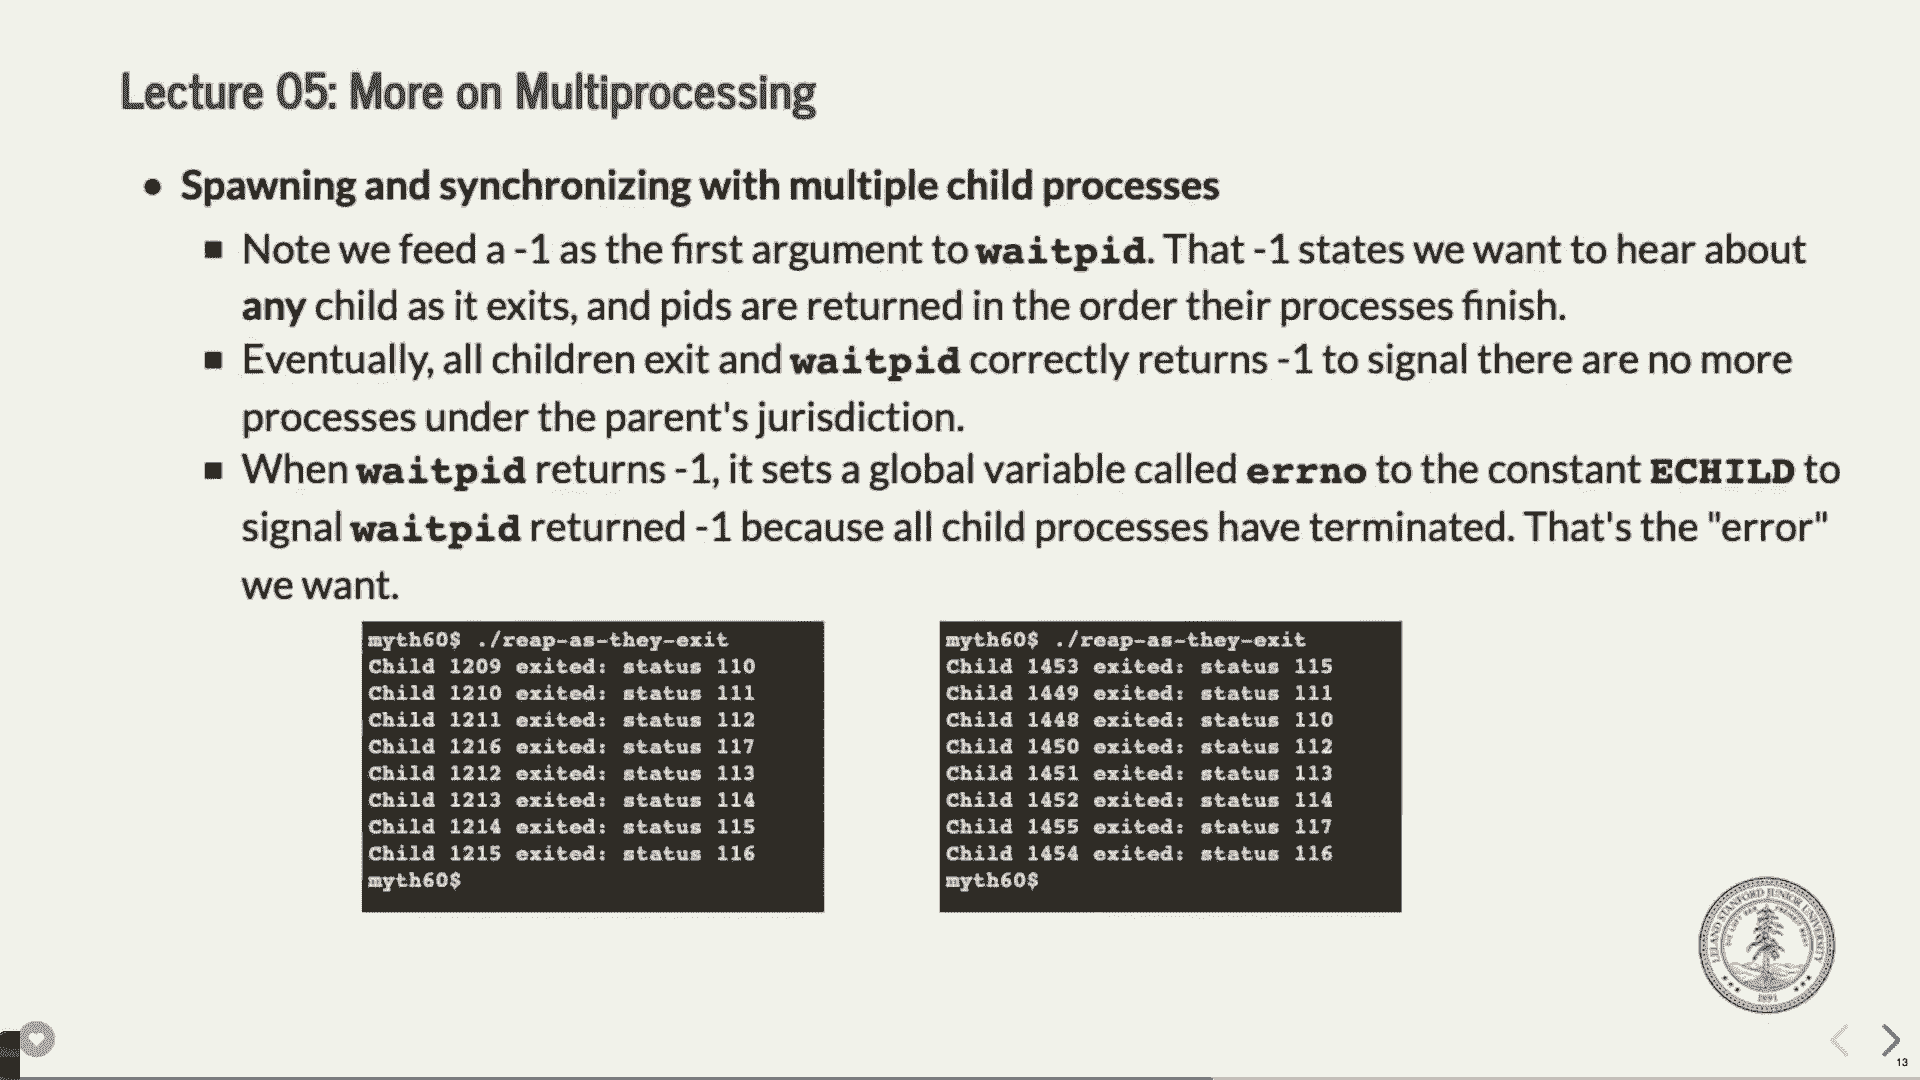 Lecture 05: More on Multiprocessing
• Spawning and synchronizing with multiple child processes
▪ Note we feed a -1 as the first argument to waitpid. That -1 states we want to hear about
any child as it exits, and pids are returned in the order their processes finish.
▪ Eventually, all children exit and waitpid correctly returns -1 to signal there are no more
processes under the parent's jurisdiction.
▪ When waitpid returns -1, it sets a global variable called errno to the constant ECHILD to
signal waitpid returned -1 because all child processes have terminated. That's the "error"
we want.
myth60$ ./reap-as-they-exit
Child 1209 exited: status 110
Child 1210 exited: status 111
Child 1211 exited: status 112
Child 1216 exited: status 117
Child 1212 exited: status 113
Child 1213 exited: status 114
Child 1214 exited: status 115
Child 1215 exited: status 116
myth60$
myth60$ ./reap-as-they-exit
Child 1453 exited: status 115
Child 1449 exited: status 111
Child 1448 exited: status 110
Child 1450 exited: status 112
Child 1451 exited: status 113
Child 1452 exited: status 114
Child 1455 exited: status 117
Child 1454 exited: status 116
myth60$
LELAND STANFORD JUNIOR UNIVERSITY
1891
13